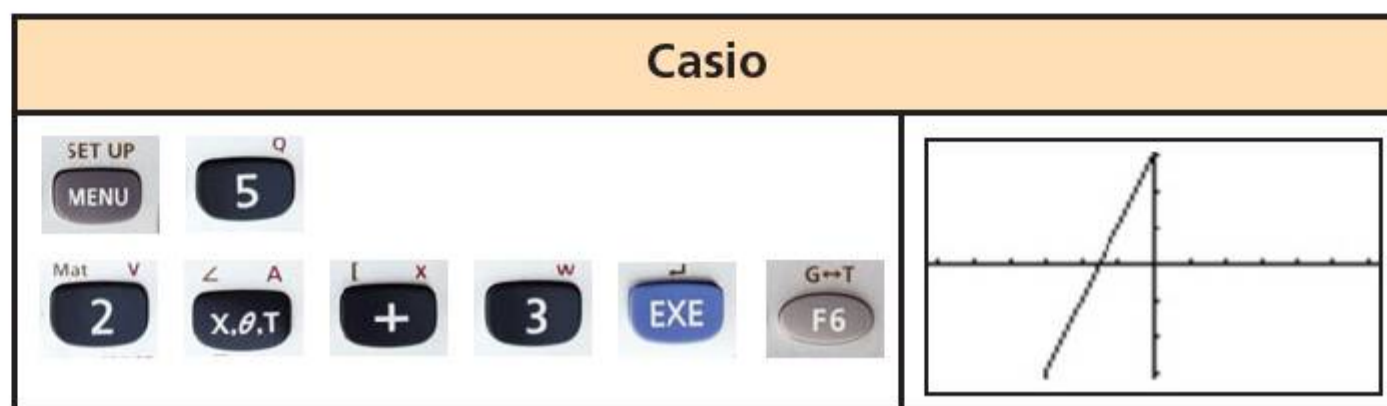 Casio
SET UP Q
MENU 5
Mat V ∠ A [ X W ↵ G↔T
2 X,θ,T + 3 EXE F6